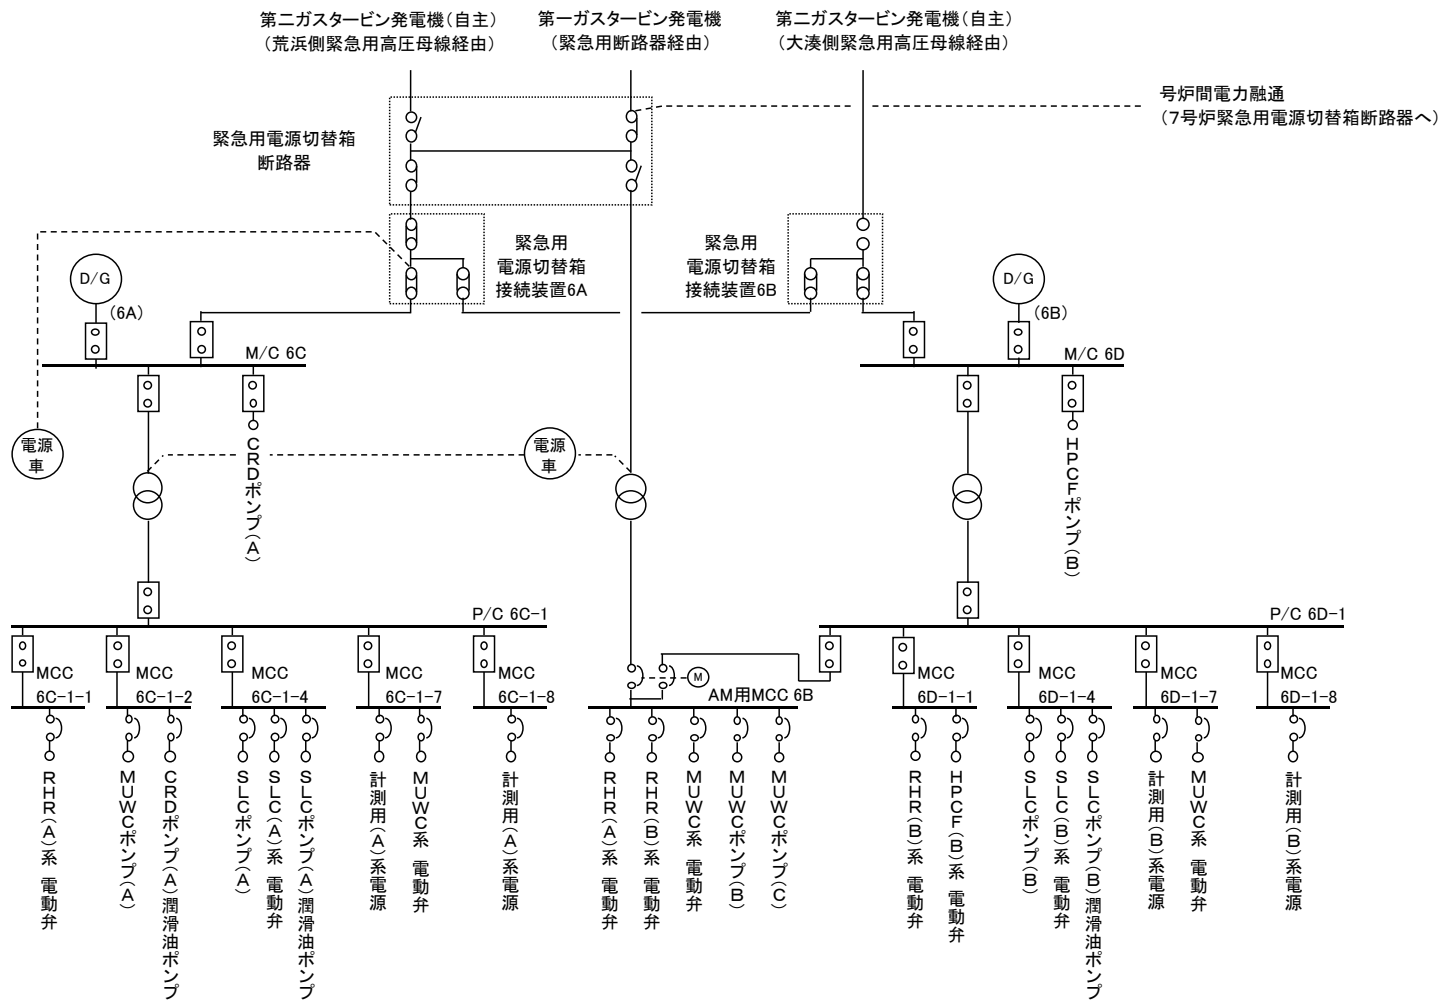 第二ガスタービン発電機（自主）
（荒浜側緊急用高圧母線経由）
第一ガスタービン発電機
（緊急用断路器経由）
第二ガスタービン発電機（自主）
（大湊側緊急用高圧母線経由）
号炉間電力融通
（7号炉緊急用電源切替箱断路器へ）
緊急用電源切替箱
断路器
緊急用
電源切替箱
接続装置6A
緊急用
電源切替箱
接続装置6B
D/G
（6A）
D/G
（6B）
M/C 6C
M/C 6D
電源
車
電源
車
CRDポンプ（A）
HPCFポンプ（B）
P/C 6C-1
P/C 6D-1
MCC
6C-1-1
MCC
6C-1-2
MCC
6C-1-4
MCC
6C-1-7
MCC
6C-1-8
M
AM用MCC 6B
MCC
6D-1-1
MCC
6D-1-4
MCC
6D-1-7
MCC
6D-1-8
RHR（A）系 電動弁
MUWCポンプ（A）
CRDポンプ（A）潤滑油ポンプ
SLCポンプ（A）
SLC（A）系 電動弁
SLCポンプ（A）潤滑油ポンプ
計測用（A）系電源
MUWC系 電動弁
計測用（A）系電源
RHR（A）系 電動弁
RHR（B）系 電動弁
MUWC系 電動弁
MUWCポンプ（B）
MUWCポンプ（C）
RHR（B）系 電動弁
HPCF（B）系 電動弁
SLCポンプ（B）
SLC（B）系 電動弁
SLCポンプ（B）潤滑油ポンプ
計測用（B）系電源
MUWC系 電動弁
計測用（B）系電源